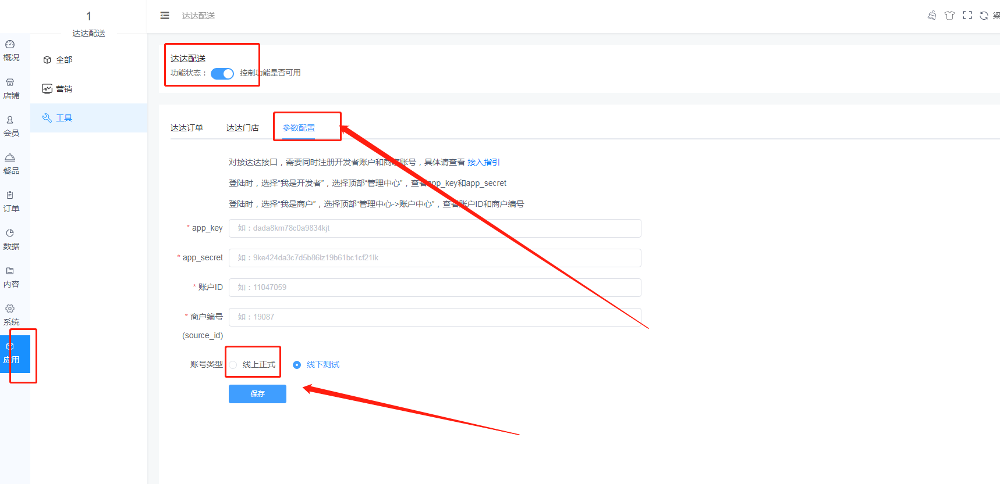 1
达达配送
达达配送
概况
店铺
会员
餐品
订单
数据
内容
系统
应用
全部
营销
工具
达达配送
功能状态：
控制功能是否可用
达达订单
达达门店
参数配置
对接达达接口，需要同时注册开发者账户和商家账号，具体请查看 接入指引
登陆时，选择“我是开发者”，选择顶部“管理中心”，查看app_key和app_secret
登陆时，选择“我是商户”，选择顶部“管理中心->账户中心”，查看账户ID和商户编号
* app_key
如：dada8km78c0a9834kjt
* app_secret
如：9ke424da3c7d5b86lz19b61bc1cf21lk
* 账户ID
如：11047059
* 商户编号
(source_id)
如：19087
账号类型
线上正式
线下测试
保存